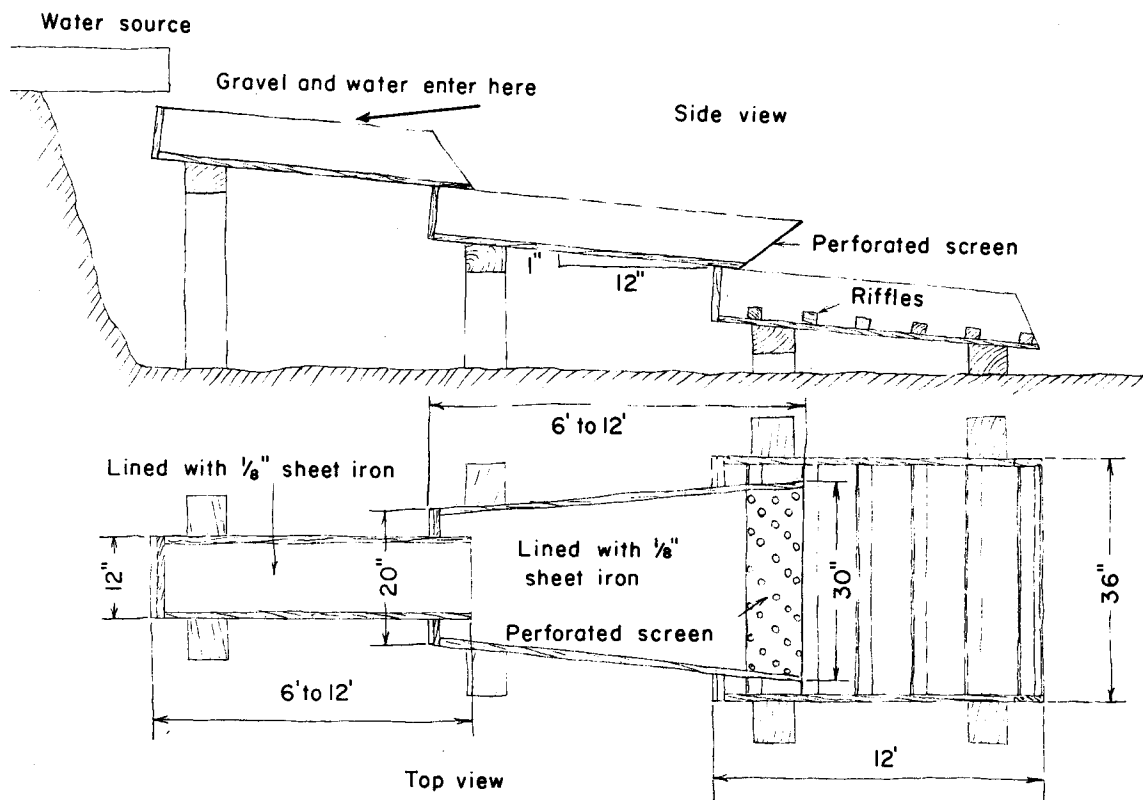 Water source
Gravel and water enter here
Side view
Perforated screen
1"
12"
Riffles
6' to 12'
Lined with ⅛" sheet iron
12"
20"
Lined with ⅛"
sheet iron
30"
36"
Perforated screen
6' to 12'
12'
Top view